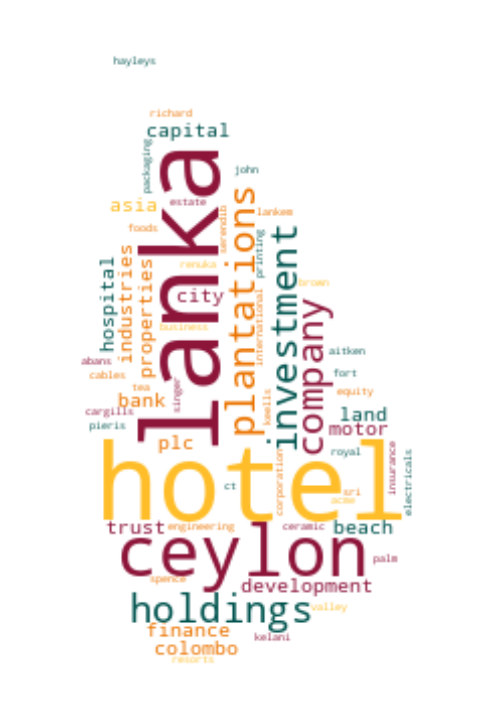 hayleys
richard
capital
packaging
john
lanka
estate
asia
plantations
serendib
lankem
foods
printing
investment
hospital
industries
properties
renuka
brown
city
international
company
business
aitken
abans
cables
fort
tea
singer
equity
bank
keells
cargills
land
pieris
motor
plc
royal
hotel
insurance
electricals
corporation
ct
sri
acme
trust
engineering
ceramic
beach
ceylon
palm
spence
development
holdings
valley
finance
kelani
colombo
resorts